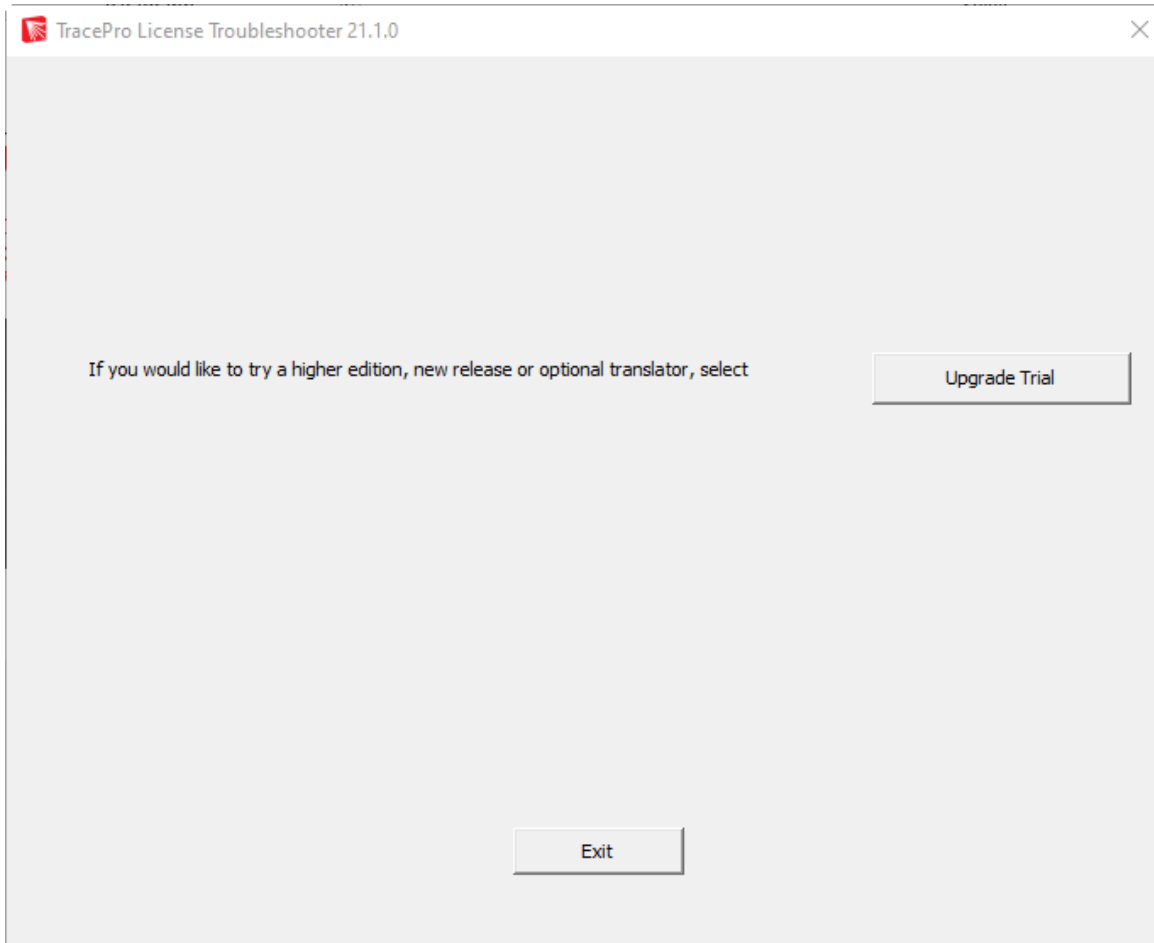 TracePro License Troubleshooter 21.1.0
If you would like to try a higher edition, new release or optional translator, select
Upgrade Trial
Exit